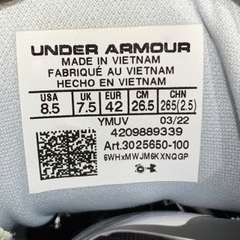 UNDER ARMOUR
MADE IN VIETNAM
FABRIQUÉ AU VIETNAM
HECHO EN VIETNAM
USA UK EUR CM CHN
8.5 7.5 42 26.5 265(2.5)
YMUV 03/22
4209889339
Art.3025650-100
6WHxMWJM6KXNQGP